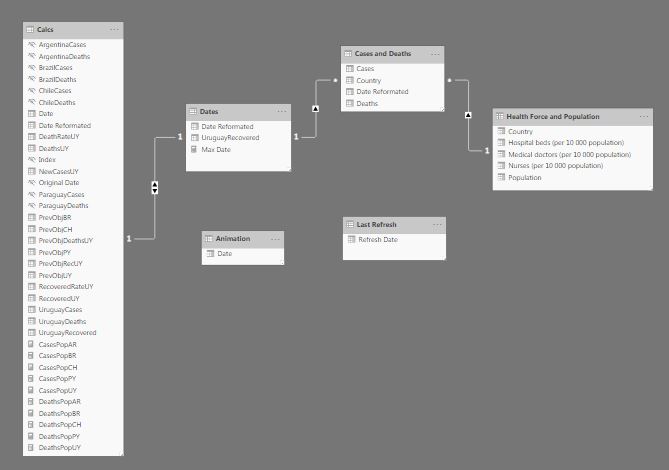 Calcs
ArgentinaCases
ArgentinaDeaths
BrazilCases
BrazilDeaths
ChileCases
ChileDeaths
Date
Date Reformated
DeathRateUY
DeathsUY
Index
NewCasesUY
Original Date
ParaguayCases
ParaguayDeaths
PrevObjBR
PrevObjCH
PrevObjDeathsUY
PrevObjPY
PrevObjRecUY
PrevObjUY
RecoveredRateUY
RecoveredUY
UruguayCases
UruguayDeaths
UruguayRecovered
CasesPopAR
CasesPopBR
CasesPopCH
CasesPopPY
CasesPopUY
DeathsPopAR
DeathsPopBR
DeathsPopCH
DeathsPopPY
DeathsPopUY
1
1
Dates
Date Reformated
UruguayRecovered
Max Date
1
Animation
Date
Cases and Deaths
Cases
Country
Date Reformated
Deaths
*
*
Last Refresh
Refresh Date
1
Health Force and Population
Country
Hospital beds (per 10 000 population)
Medical doctors (per 10 000 population)
Nurses (per 10 000 population)
Population